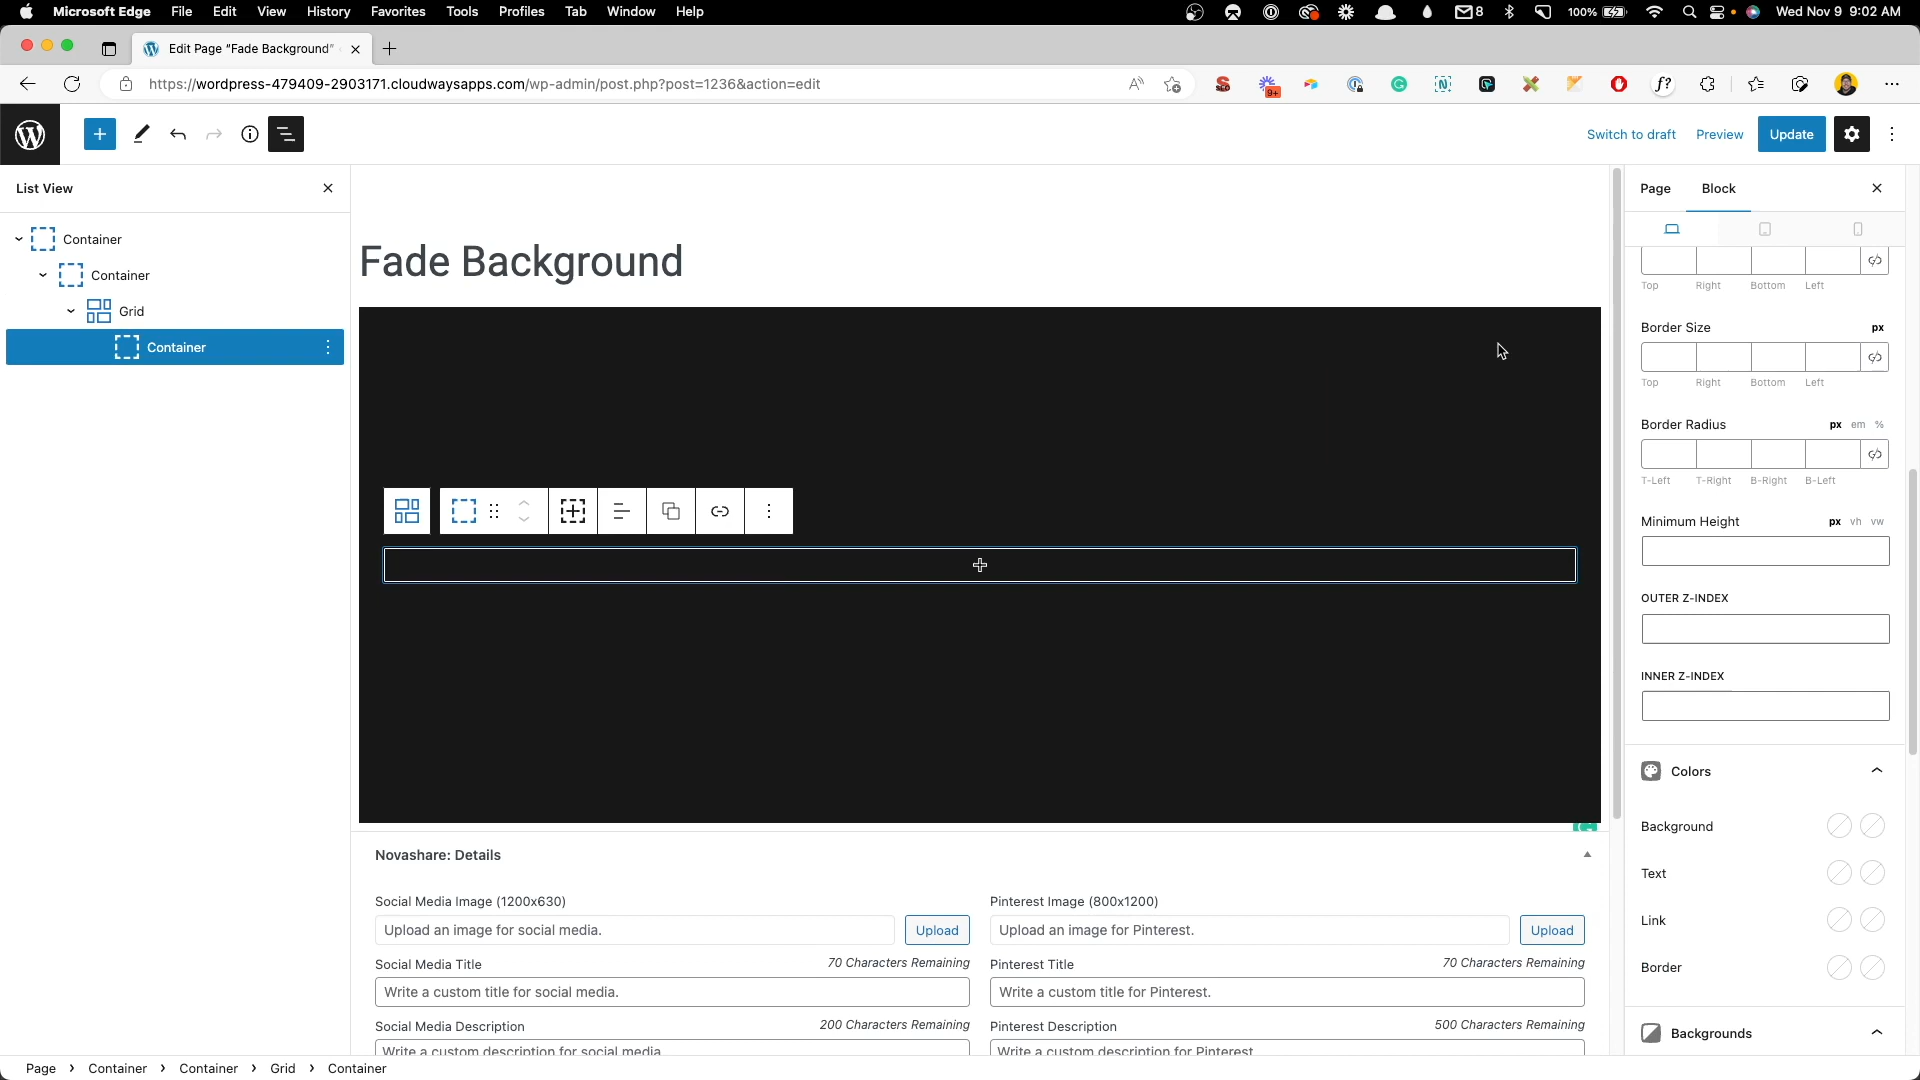 Microsoft Edge File Edit View History Favorites Tools Profiles Tab Window Help 8 100% Wed Nov 9 9:02 AM
Edit Page "Fade Background"
https://wordpress-479409-2903171.cloudwaysapps.com/wp-admin/post.php?post=1236&action=edit
9+
Switch to draft Preview Update
List View
Page Block
Container
Container
Grid
Container
Fade Background
Top Right Bottom Left
Border Size px
Top Right Bottom Left
Border Radius px em %
T-Left T-Right B-Right B-Left
Minimum Height px vh vw
OUTER Z-INDEX
INNER Z-INDEX
Colors
Background
Text
Link
Border
Backgrounds
Novashare: Details
Social Media Image (1200x630)
Upload an image for social media. Upload
Social Media Title 70 Characters Remaining
Write a custom title for social media.
Social Media Description 200 Characters Remaining
Write a custom description for social media.
Pinterest Image (800x1200)
Upload an image for Pinterest. Upload
Pinterest Title 70 Characters Remaining
Write a custom title for Pinterest.
Pinterest Description 500 Characters Remaining
Write a custom description for Pinterest.
Page › Container › Container › Grid › Container